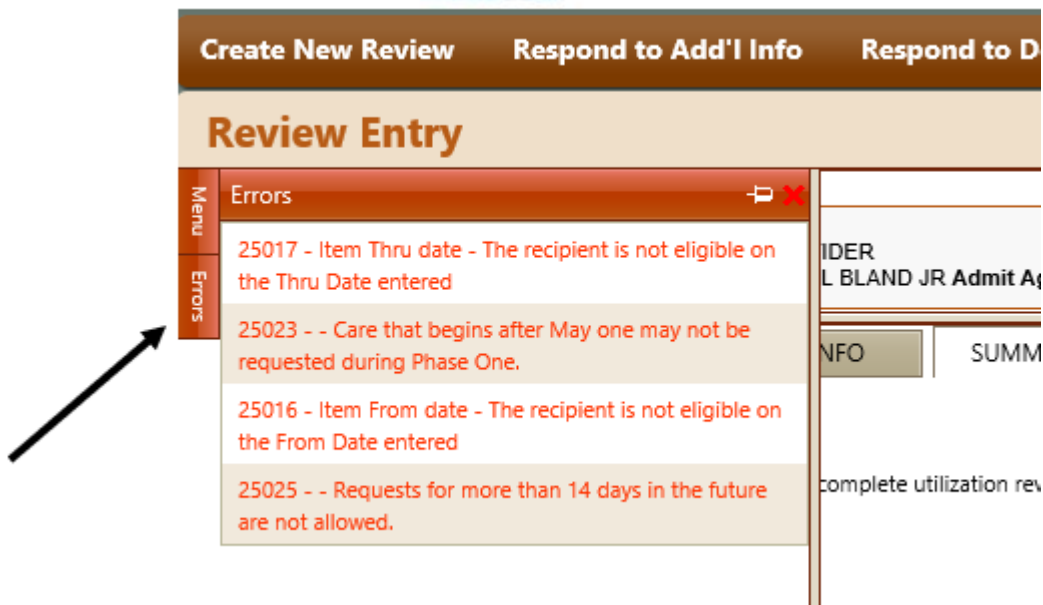 Create New Review Respond to Add'l Info Respond to D
Review Entry
Menu
Errors
Errors
25017 - Item Thru date - The recipient is not eligible on
the Thru Date entered
25023 - - Care that begins after May one may not be
requested during Phase One.
25016 - Item From date - The recipient is not eligible on
the From Date entered
25025 - - Requests for more than 14 days in the future
are not allowed.
IDER
L BLAND JR Admit Ag
NFO SUMM
complete utilization rev